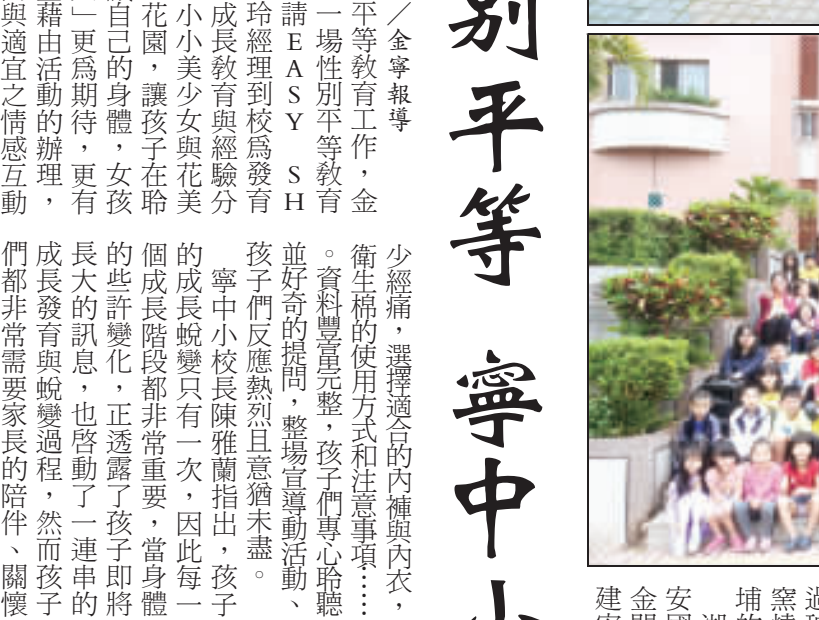 窯
埔
安
金
建
別平等 寧中小
／金寧報導
平等教育工作，金
一場性別平等教育
請EASY SH
玲經理到校為發育
成長教育與經驗分
小小美少女與花美
花園，讓孩子在聆
自己的身體，女孩
」更為期待，更有
藉由活動的辦理，
與適宜之情感互動
少經痛，選擇適合的內褲與內衣，
衛生棉的使用方式和注意事項……
。資料豐富完整，孩子們專心聆聽
並好奇的提問，整場宣導動活動、
孩子們反應熱烈且意猶未盡。
寧中小校長陳雅蘭指出，孩子
的成長蛻變只有一次，因此每一
個成長階段都非常重要，當身體
的些許變化，正透露了孩子即將
長大的訊息，也啟動了一連串的
成長發育與蛻變過程，然而孩子
們都非常需要家長的陪伴、關懷